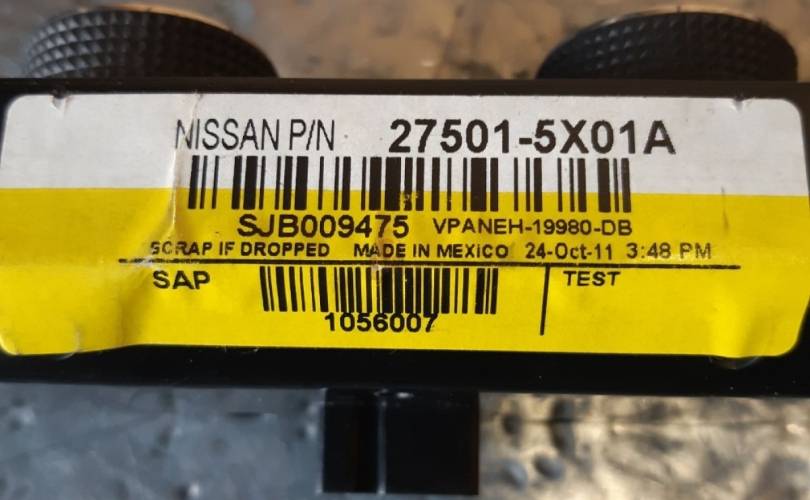 NISSAN P/N 27501-5X01A
SJB009475 VPANEH-19980-DB
SCRAP IF DROPPED MADE IN MEXICO 24-Oct-11 3:48 PM
SAP TEST
1056007